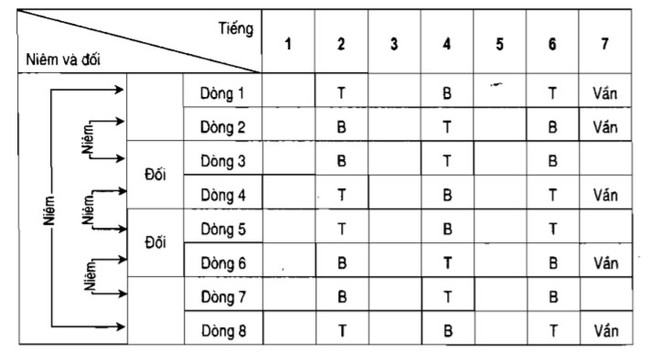 Tiếng
Niêm và đối
1 2 3 4 5 6 7
Dòng 1 T B T Vần
Dòng 2 B T B Vần
Dòng 3 B T B
Dòng 4 T B T Vần
Dòng 5 T B T
Dòng 6 B T B Vần
Dòng 7 B T B
Dòng 8 T B T Vần
Đối
Đối
Niêm
Niêm
Niêm
Niêm